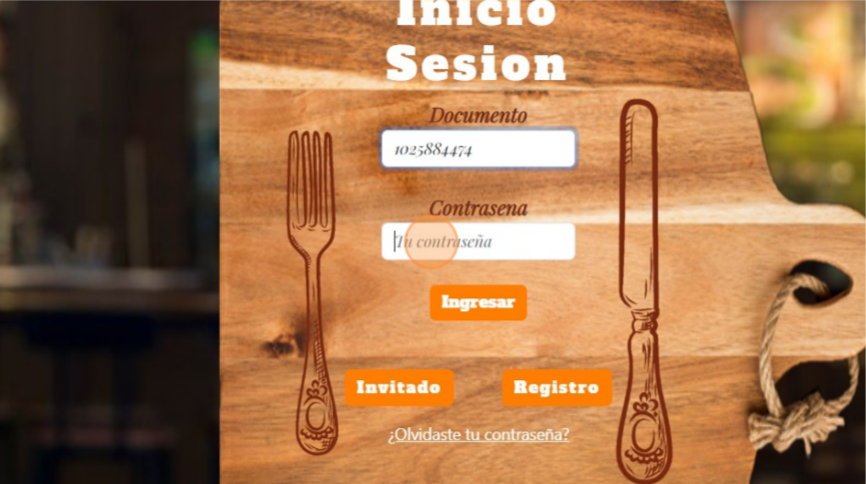 Inicio
Sesion
Documento
1025884474
Contrasena
Tu contraseña
Ingresar
Invitado
Registro
¿Olvidaste tu contraseña?